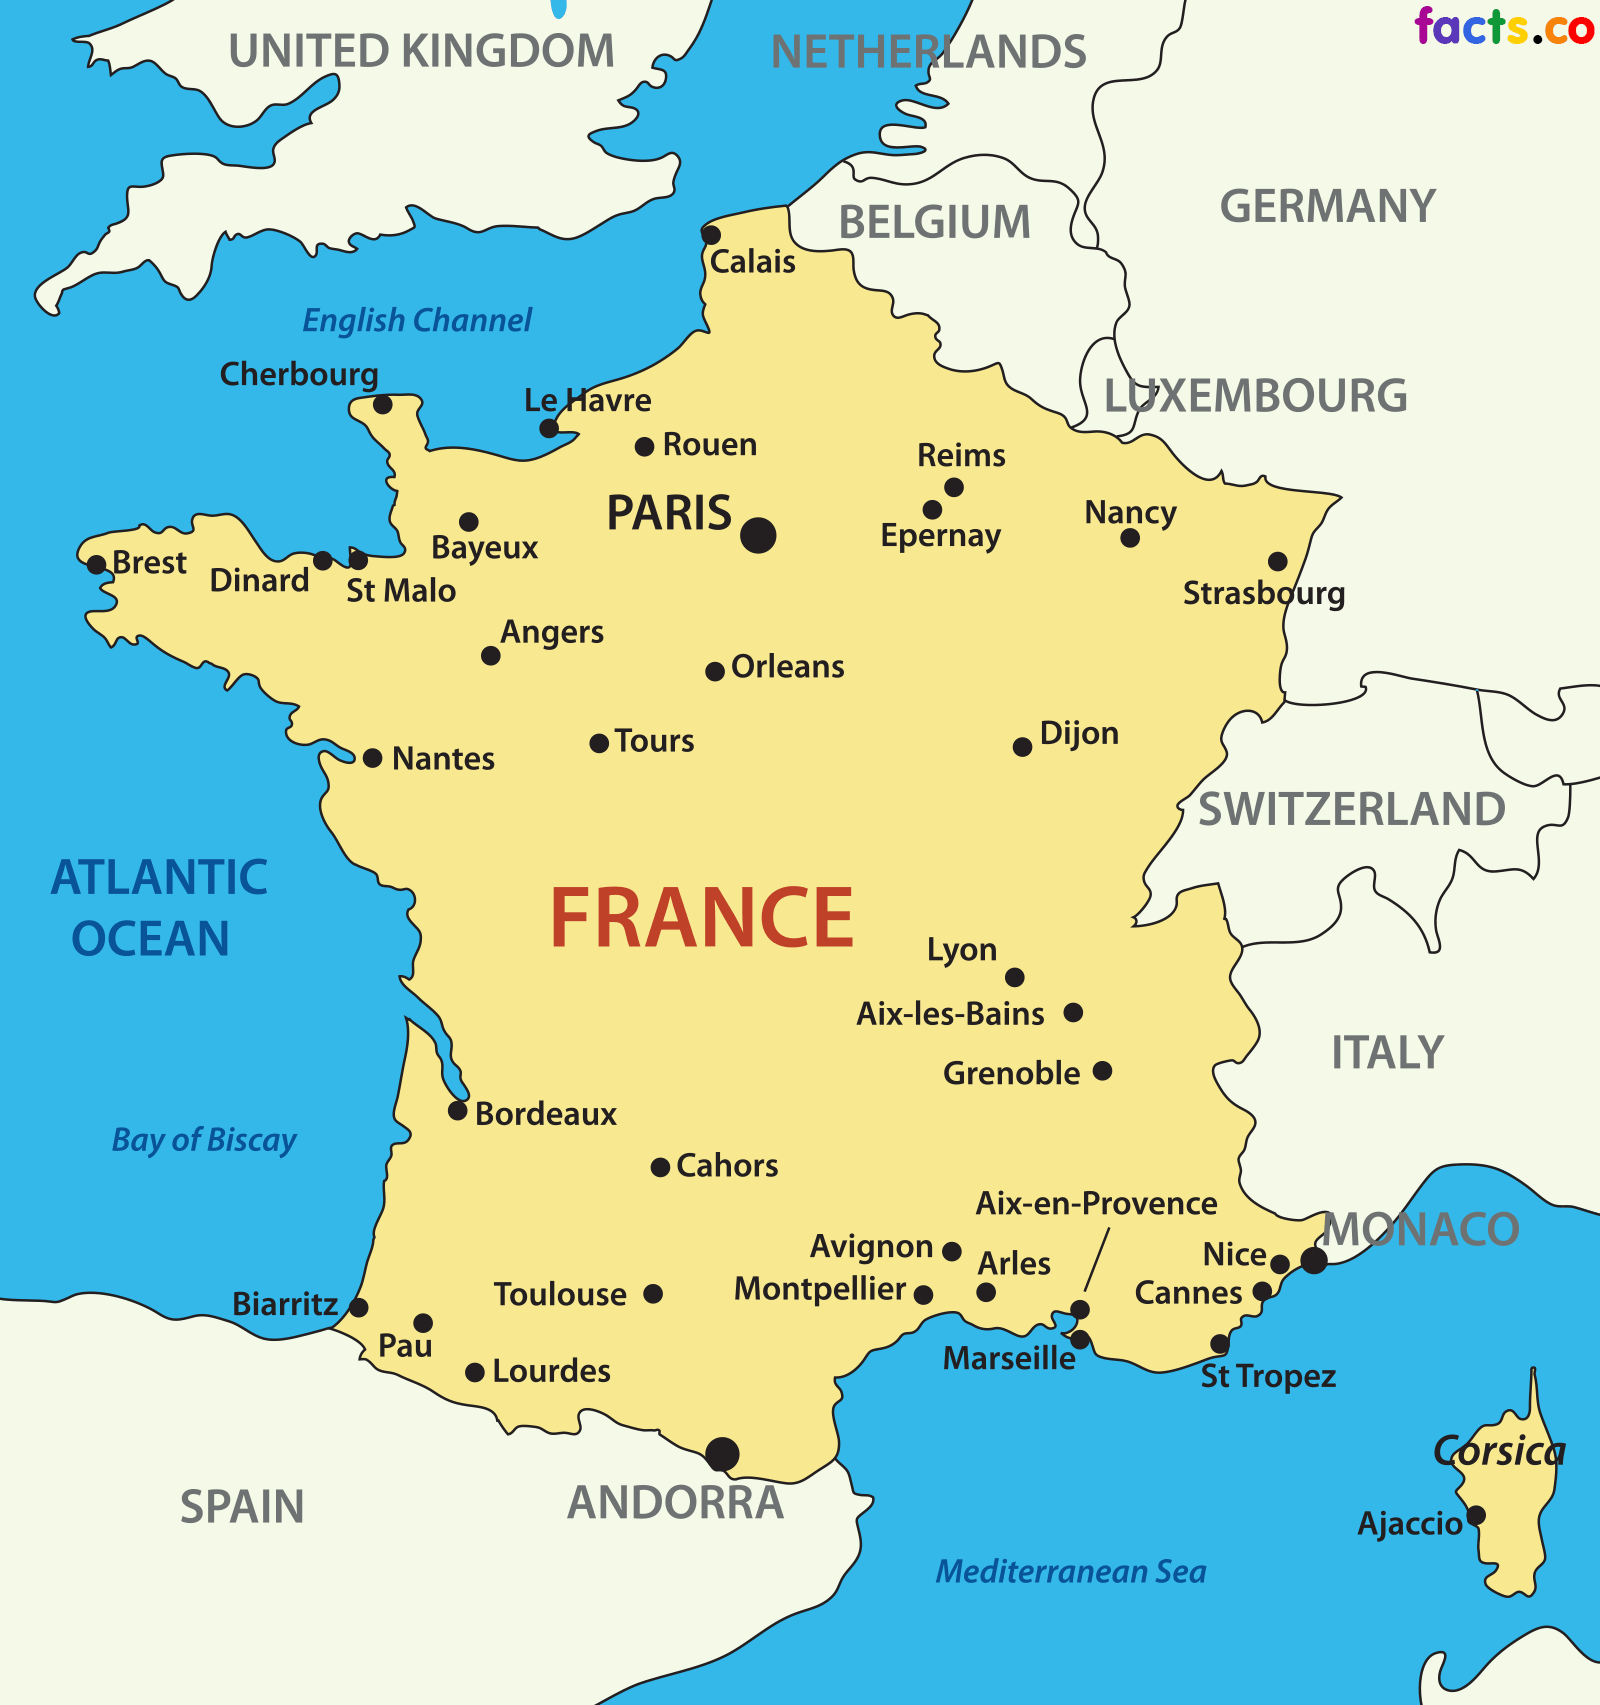 facts.co
UNITED KINGDOM
NETHERLANDS
GERMANY
BELGIUM
Calais
English Channel
Cherbourg
Le Havre
LUXEMBOURG
Rouen
Reims
PARIS
Epernay
Nancy
Bayeux
Brest
Dinard
St Malo
Strasbourg
Angers
Orleans
Tours
Dijon
Nantes
SWITZERLAND
ATLANTIC
OCEAN
FRANCE
Lyon
Aix-les-Bains
ITALY
Grenoble
Bordeaux
Bay of Biscay
Cahors
Aix-en-Provence
MONACO
Avignon
Arles
Nice
Montpellier
Cannes
Toulouse
Biarritz
Pau
Marseille
Lourdes
St Tropez
Corsica
SPAIN
ANDORRA
Ajaccio
Mediterranean Sea